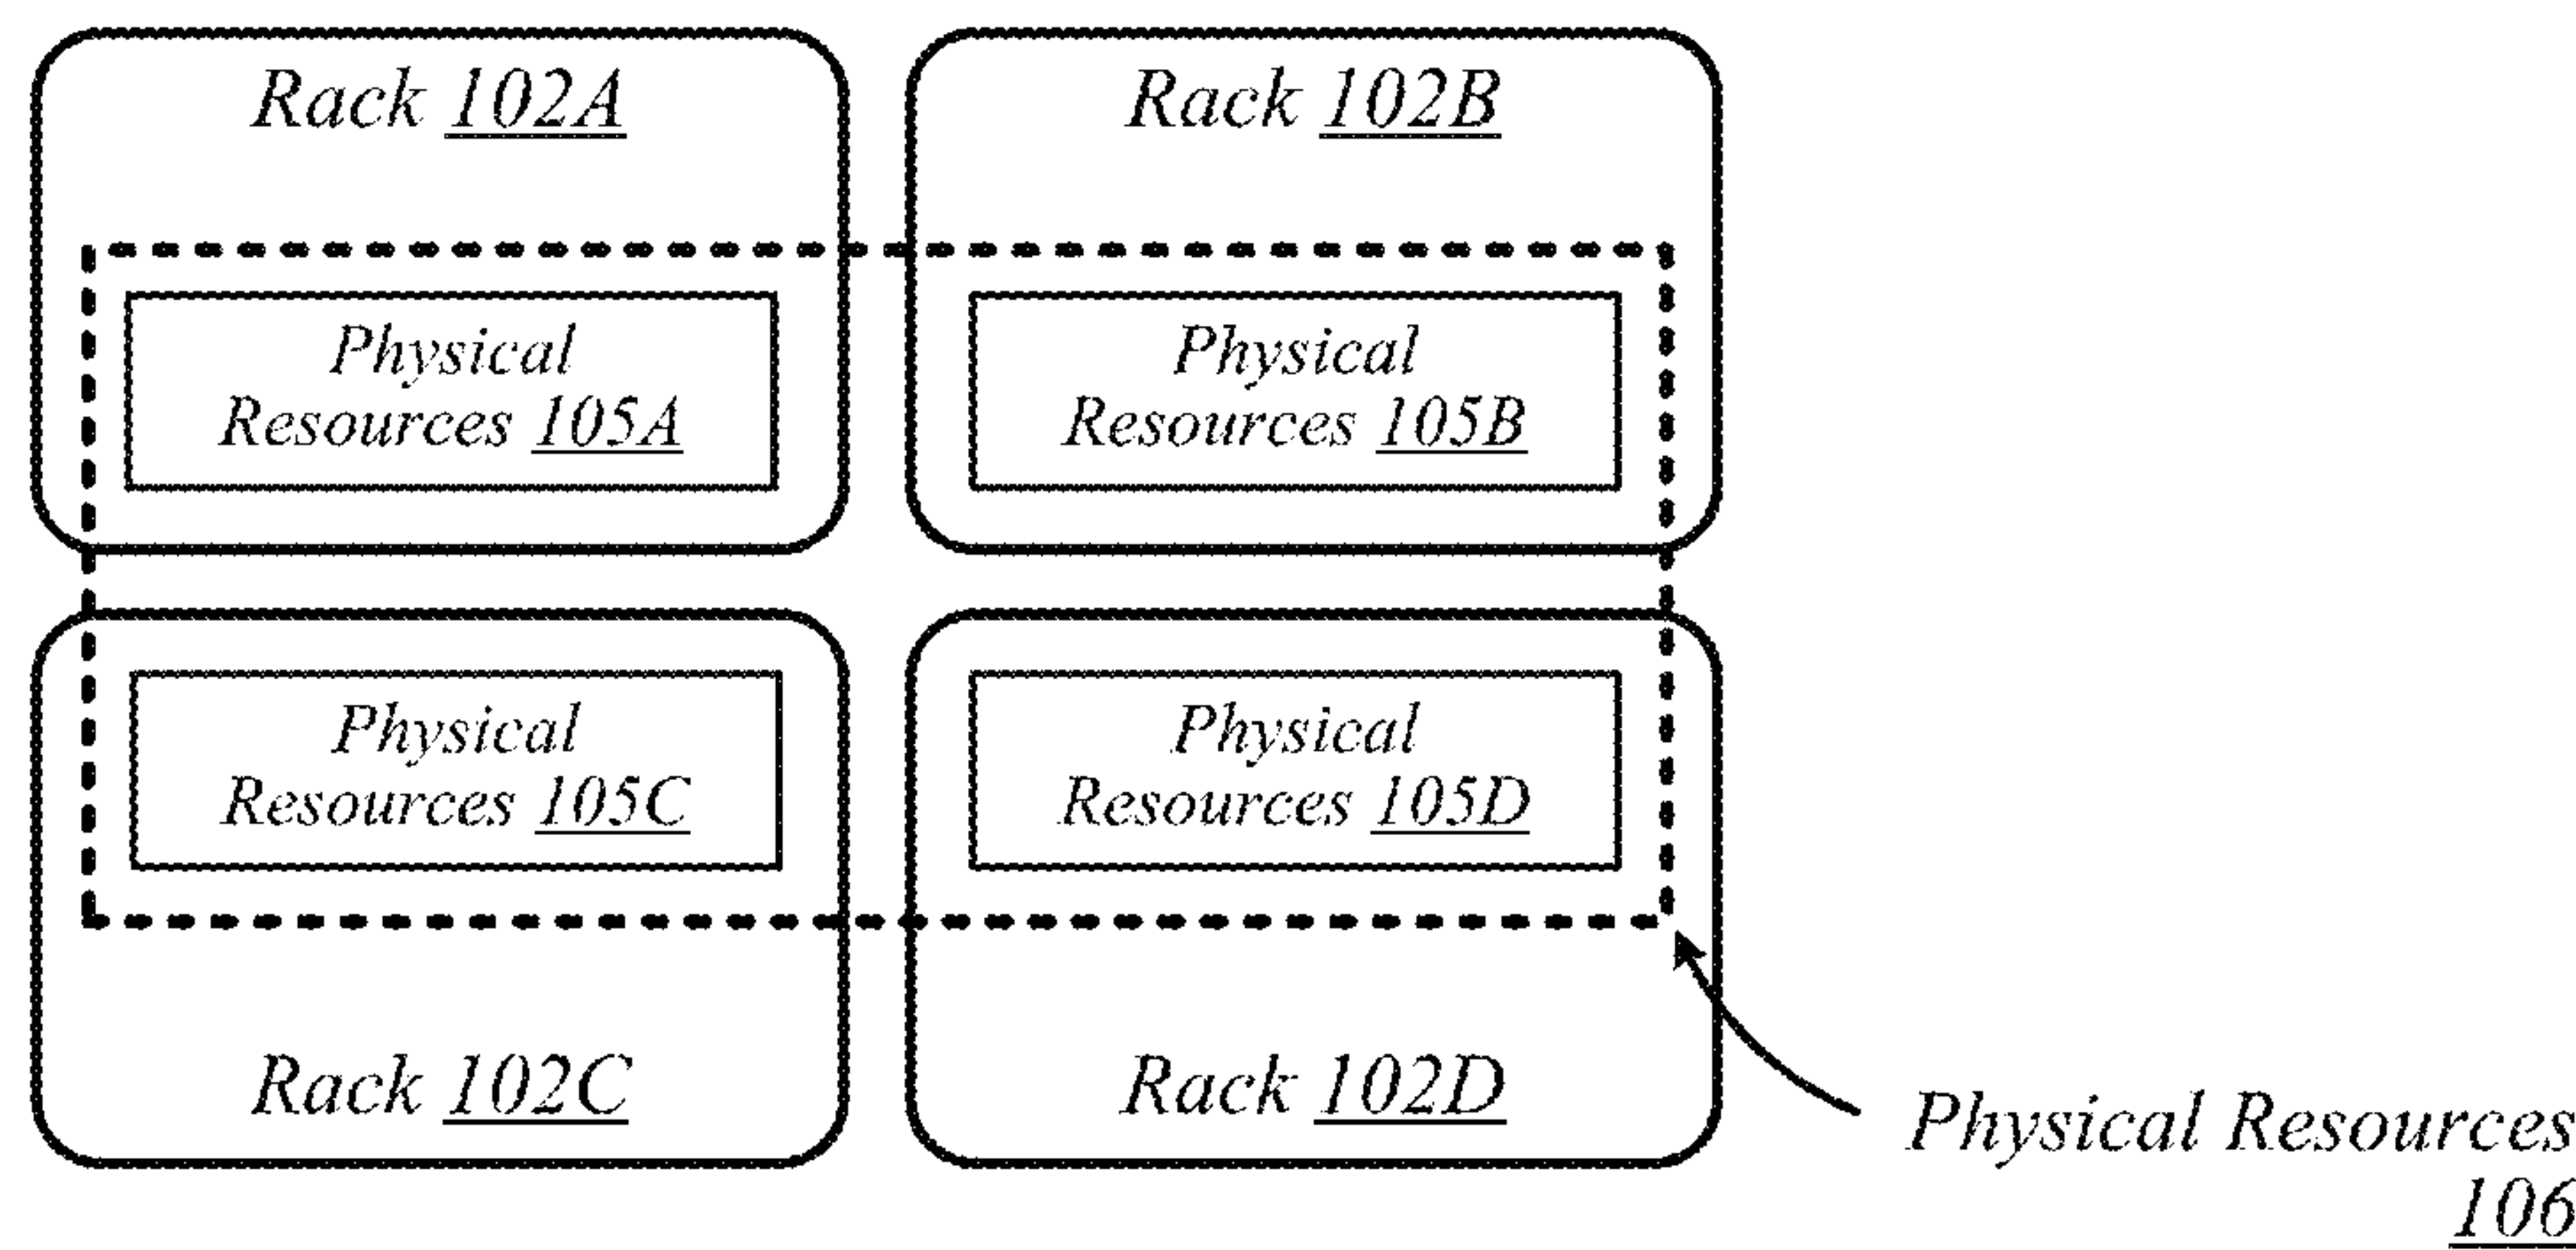 Rack 102A
Rack 102B
Physical
Resources 105A
Physical
Resources 105B
Physical
Resources 105C
Physical
Resources 105D
Rack 102C
Rack 102D
Physical Resources
106